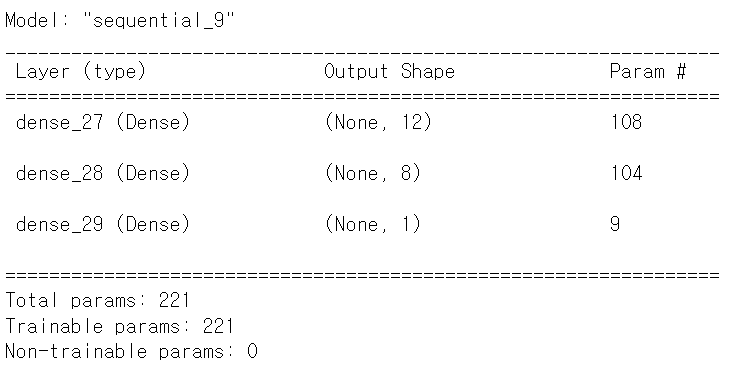 Model: "sequential_9"
_________________________________________________________________
Layer (type) Output Shape Param #
=================================================================
dense_27 (Dense) (None, 12) 108
dense_28 (Dense) (None, 8) 104
dense_29 (Dense) (None, 1) 9
=================================================================
Total params: 221
Trainable params: 221
Non-trainable params: 0